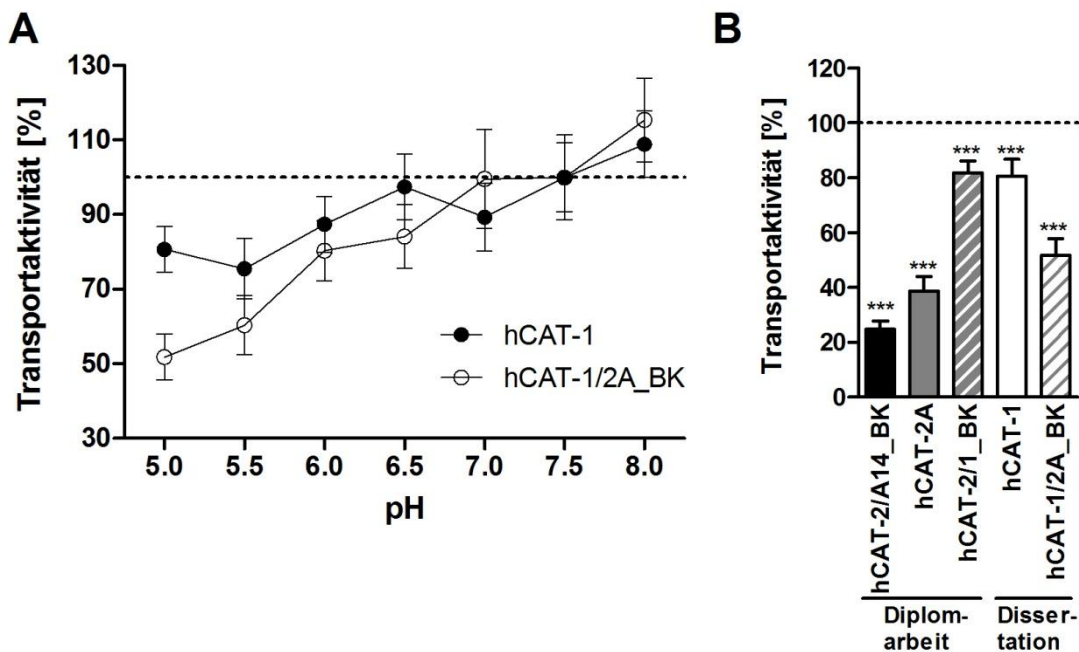 A
Transportaktivität [%]
130
110
90
70
50
30
5.0 5.5 6.0 6.5 7.0 7.5 8.0
pH
hCAT-1
hCAT-1/2A_BK
B
Transportaktivität [%]
120
100
80
60
40
20
0
***
***
***
***
***
hCAT-2/A14_BK
hCAT-2A
hCAT-2/1_BK
hCAT-1
hCAT-1/2A_BK
Diplom-
arbeit
Disser-
tation